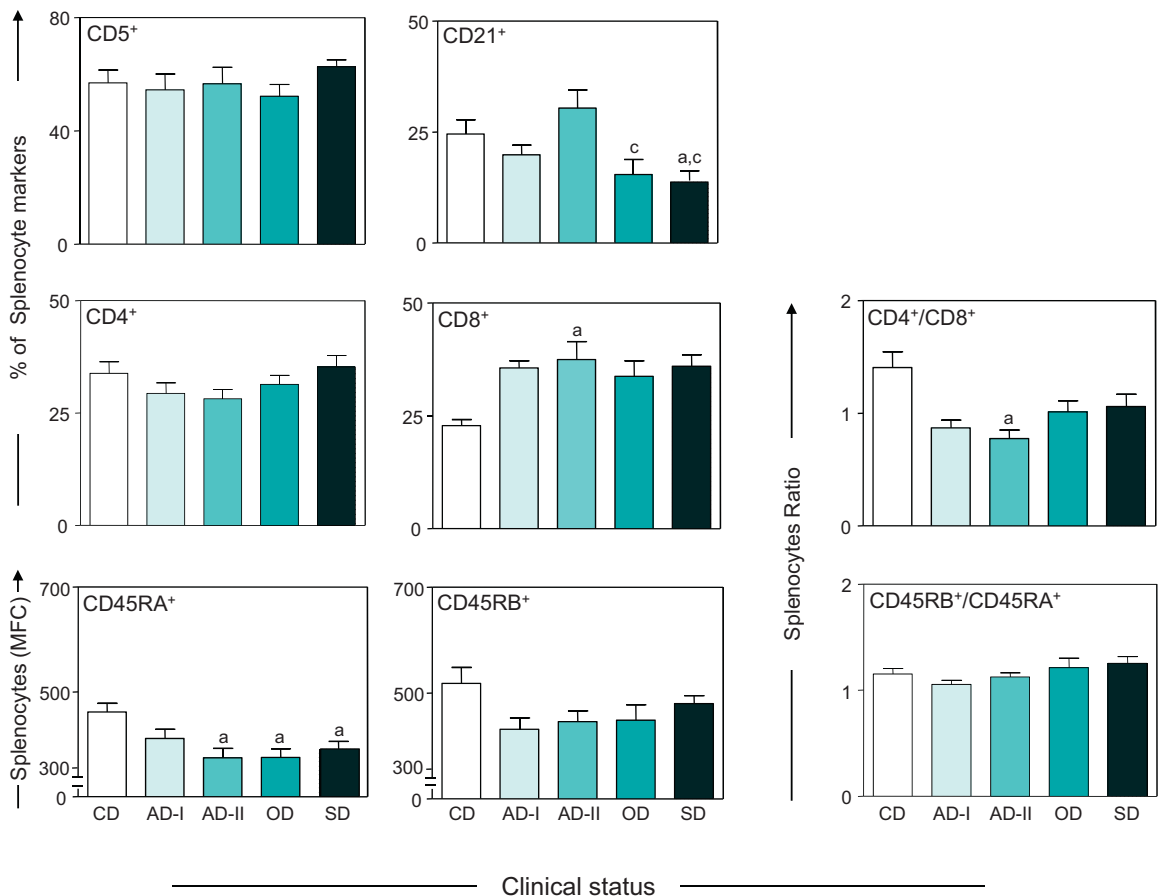 % of Splenocyte markers
80
CD5⁺
40
0
50
CD21⁺
25
c
a,c
0
50
CD4⁺
25
0
50
CD8⁺
a
25
0
2
CD4⁺/CD8⁺
a
1
0
Splenocytes Ratio
Splenocytes (MFC)
700
CD45RA⁺
500
a
a
a
300
0
CD AD-I AD-II OD SD
700
CD45RB⁺
500
300
0
CD AD-I AD-II OD SD
2
CD45RB⁺/CD45RA⁺
1
0
CD AD-I AD-II OD SD
Clinical status